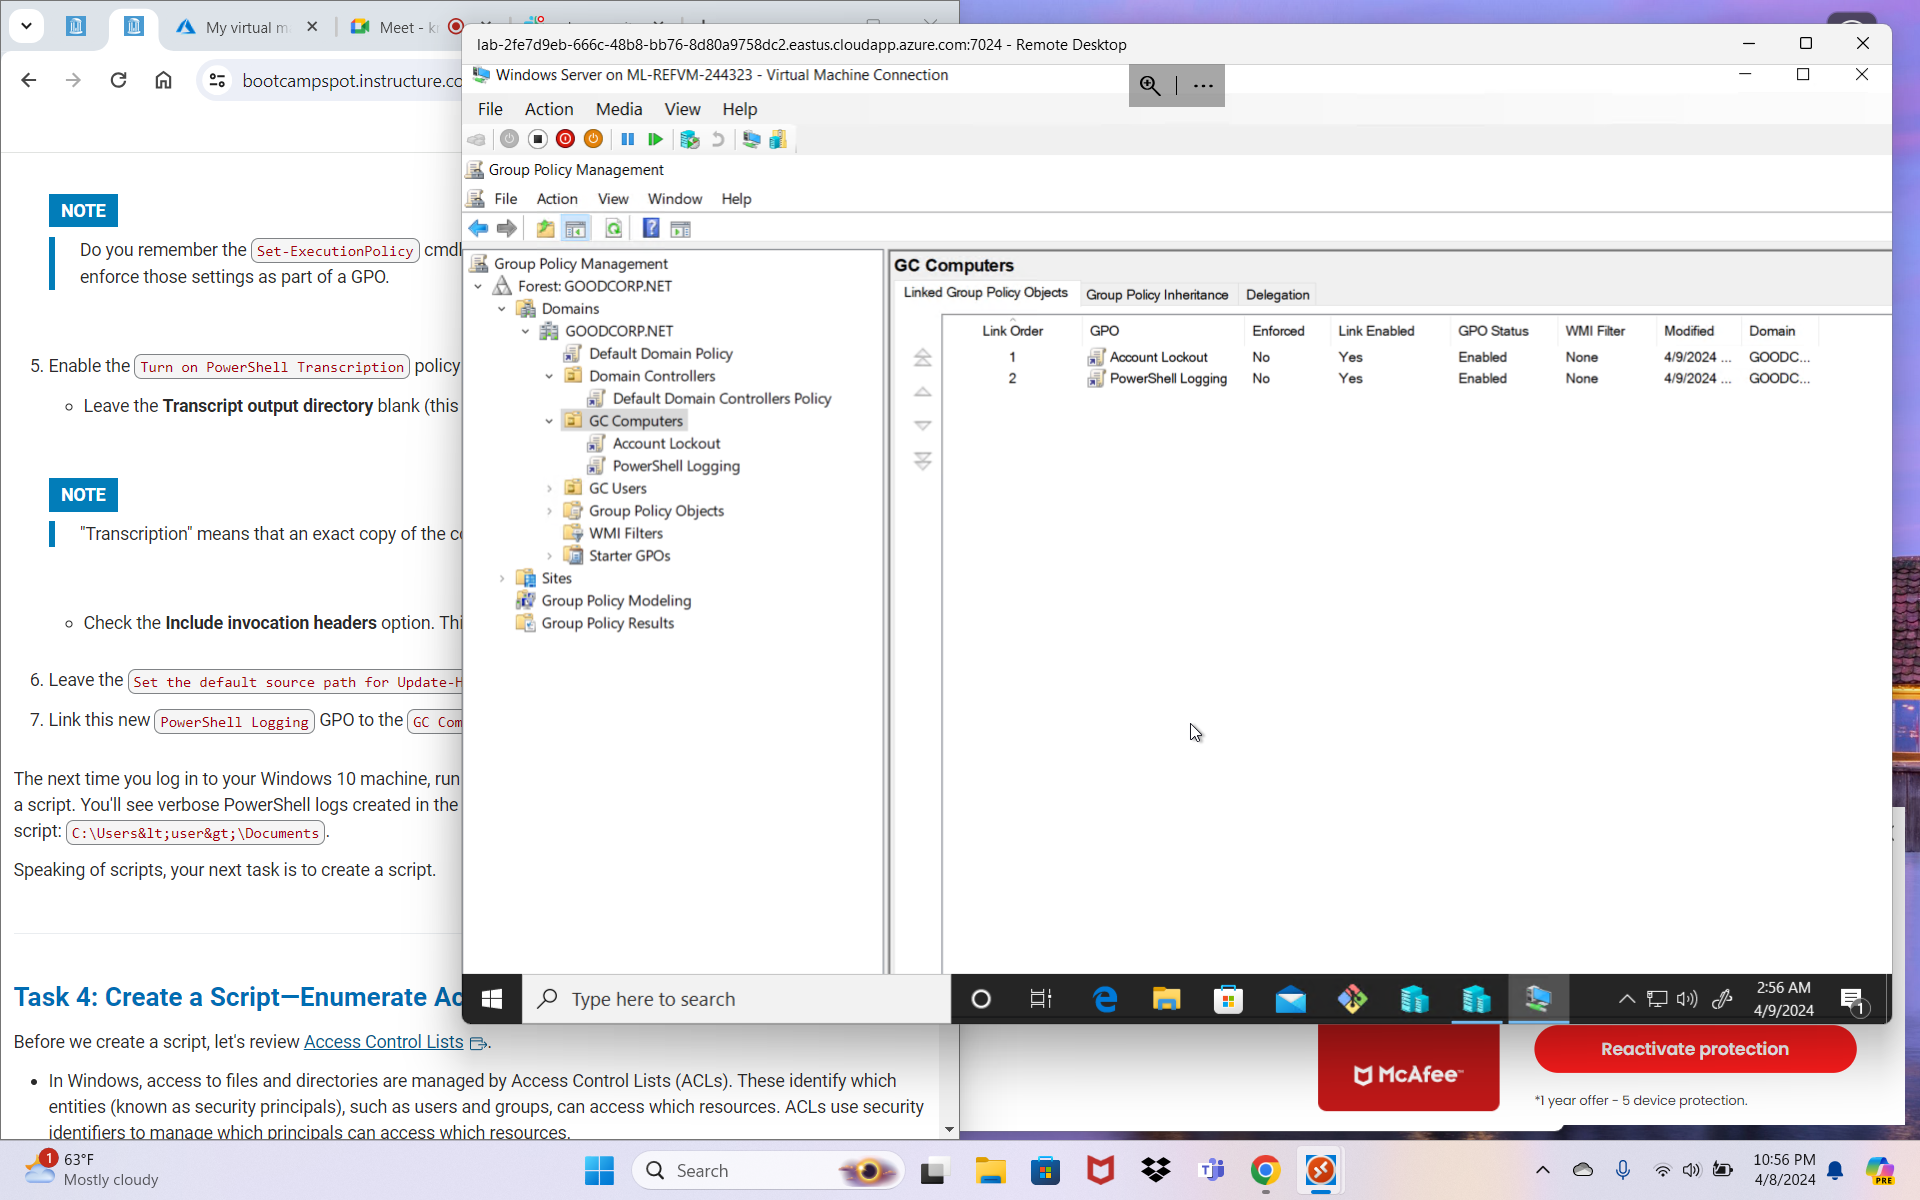 My virtual m
Meet - k
bootcampspot.instructure.co
NOTE
Do you remember the Set-ExecutionPolicy cmdl
enforce those settings as part of a GPO.
5. Enable the Turn on PowerShell Transcription policy
Leave the Transcript output directory blank (this
NOTE
"Transcription" means that an exact copy of the co
Check the Include invocation headers option. Thi
6. Leave the Set the default source path for Update-H
7. Link this new PowerShell Logging GPO to the GC Com
The next time you log in to your Windows 10 machine, run
a script. You'll see verbose PowerShell logs created in the
script: C:\Users&lt;user&gt;\Documents.
Speaking of scripts, your next task is to create a script.
Task 4: Create a Script—Enumerate Ac
Before we create a script, let's review Access Control Lists.
In Windows, access to files and directories are managed by Access Control Lists (ACLs). These identify which
entities (known as security principals), such as users and groups, can access which resources. ACLs use security
identifiers to manage which principals can access which resources.
lab-2fe7d9eb-666c-48b8-bb76-8d80a9758dc2.eastus.cloudapp.azure.com:7024 - Remote Desktop
Windows Server on ML-REFVM-244323 - Virtual Machine Connection
File Action Media View Help
Group Policy Management
File Action View Window Help
Group Policy Management
Forest: GOODCORP.NET
Domains
GOODCORP.NET
Default Domain Policy
Domain Controllers
Default Domain Controllers Policy
GC Computers
Account Lockout
PowerShell Logging
GC Users
Group Policy Objects
WMI Filters
Starter GPOs
Sites
Group Policy Modeling
Group Policy Results
GC Computers
Linked Group Policy Objects Group Policy Inheritance Delegation
Link Order GPO Enforced Link Enabled GPO Status WMI Filter Modified Domain
1 Account Lockout No Yes Enabled None 4/9/2024 ... GOODC...
2 PowerShell Logging No Yes Enabled None 4/9/2024 ... GOODC...
Type here to search
2:56 AM
4/9/2024
1
McAfee
Reactivate protection
*1 year offer - 5 device protection.
1
63°F
Mostly cloudy
Search
10:56 PM
4/8/2024
PRE